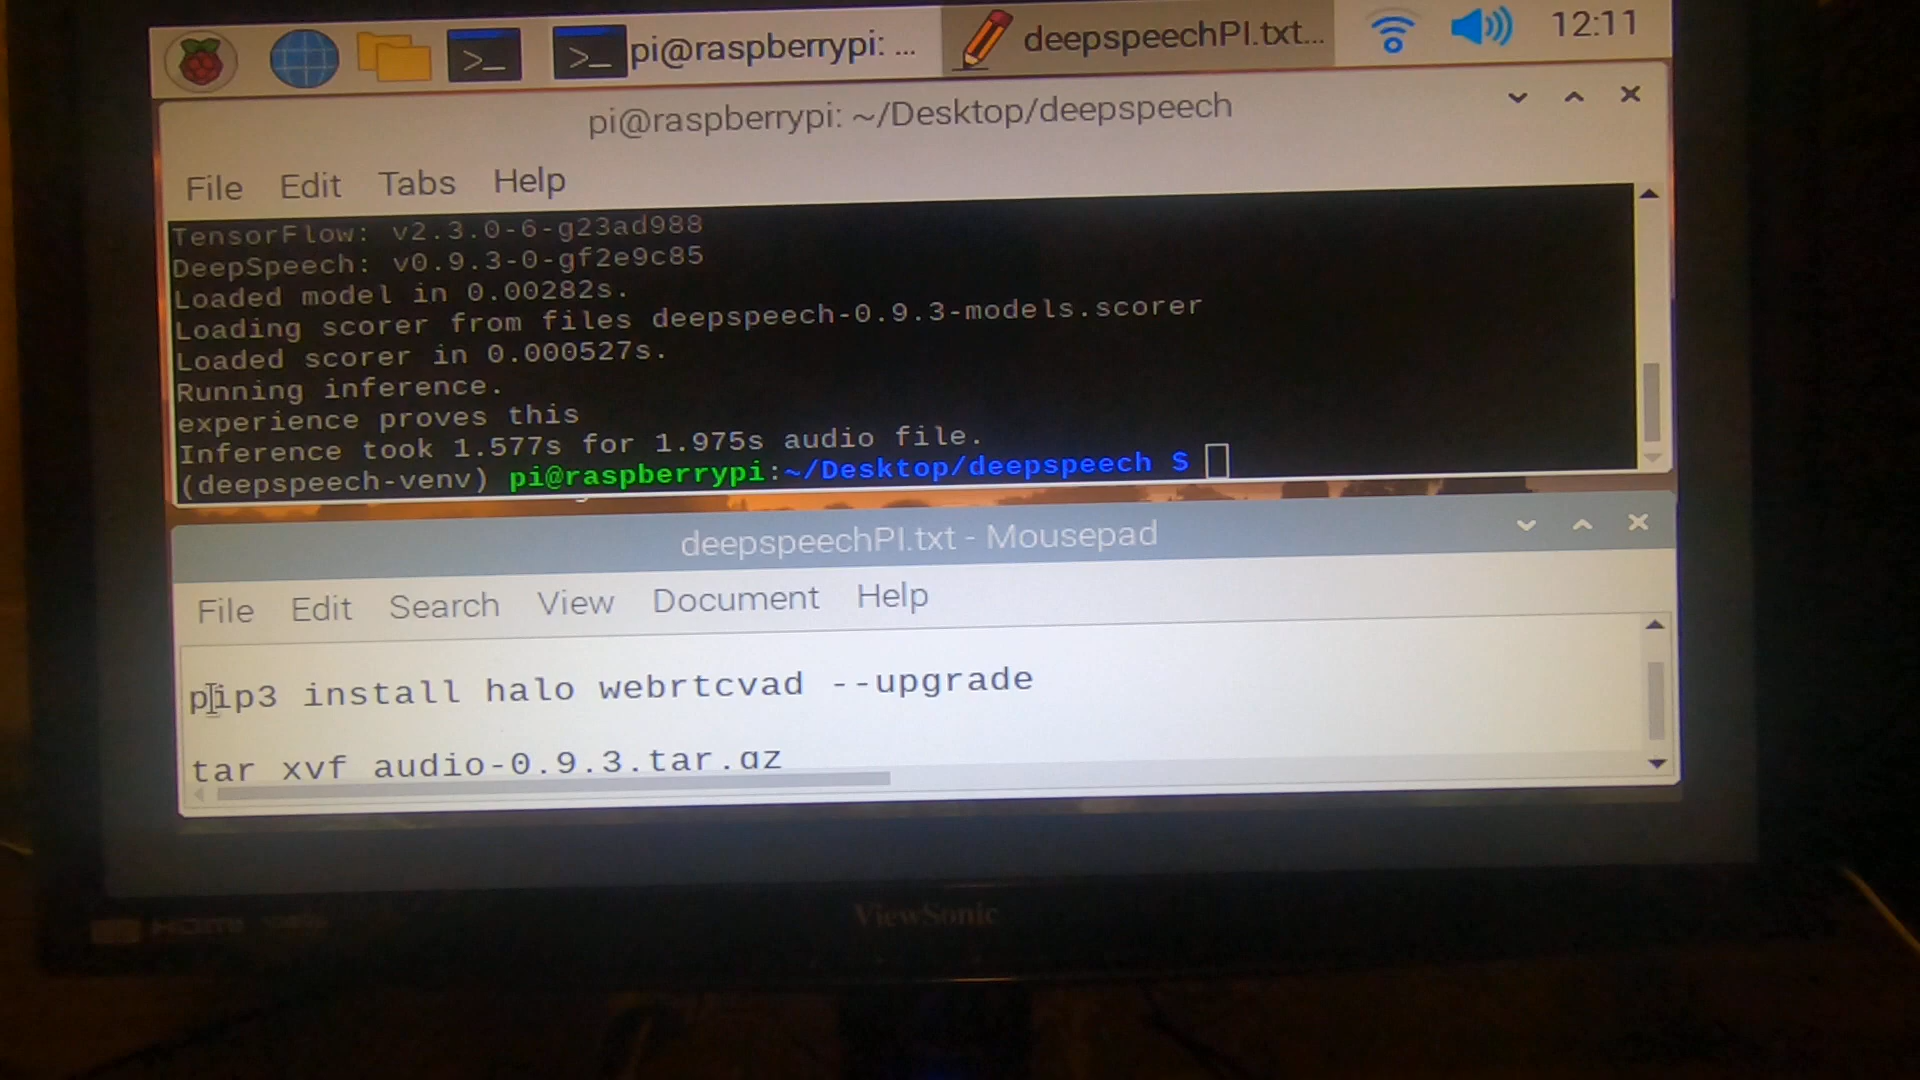 pi@raspberrypi: ...
deepspeechPI.txt...
12:11
pi@raspberrypi: ~/Desktop/deepspeech
File Edit Tabs Help
TensorFlow: v2.3.0-6-g23ad988
DeepSpeech: v0.9.3-0-gf2e9c85
Loaded model in 0.00282s.
Loading scorer from files deepspeech-0.9.3-models.scorer
Loaded scorer in 0.000527s.
Running inference.
experience proves this
Inference took 1.577s for 1.975s audio file.
(deepspeech-venv) pi@raspberrypi:~/Desktop/deepspeech $
deepspeechPI.txt - Mousepad
File Edit Search View Document Help
pip3 install halo webrtcvad --upgrade
tar xvf audio-0.9.3.tar.gz
ViewSonic
HDMI